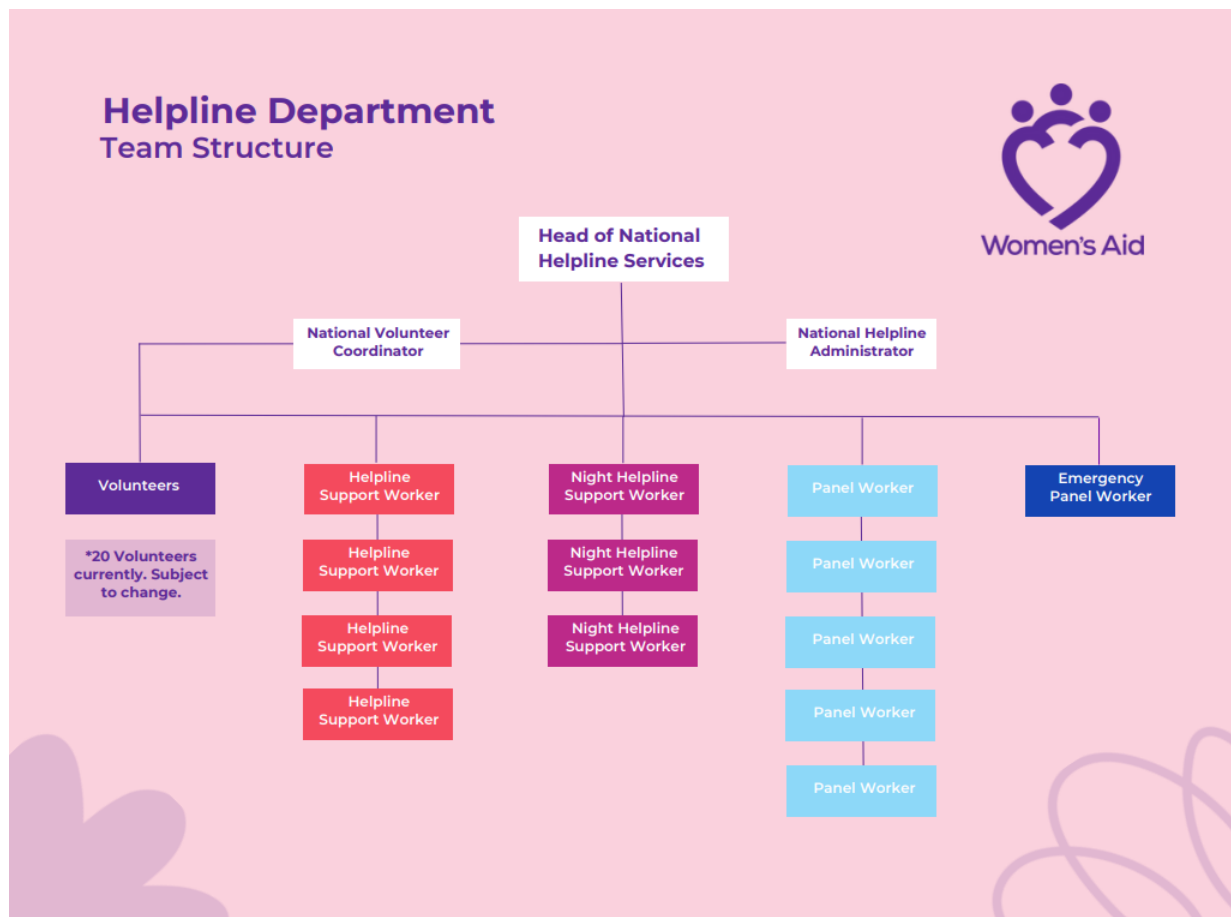 Helpline Department
Team Structure
Women's Aid
Head of National
Helpline Services
National Volunteer
Coordinator
National Helpline
Administrator
Volunteers
*20 Volunteers
currently. Subject
to change.
Helpline
Support Worker
Helpline
Support Worker
Helpline
Support Worker
Helpline
Support Worker
Night Helpline
Support Worker
Night Helpline
Support Worker
Night Helpline
Support Worker
Panel Worker
Panel Worker
Panel Worker
Panel Worker
Panel Worker
Emergency
Panel Worker